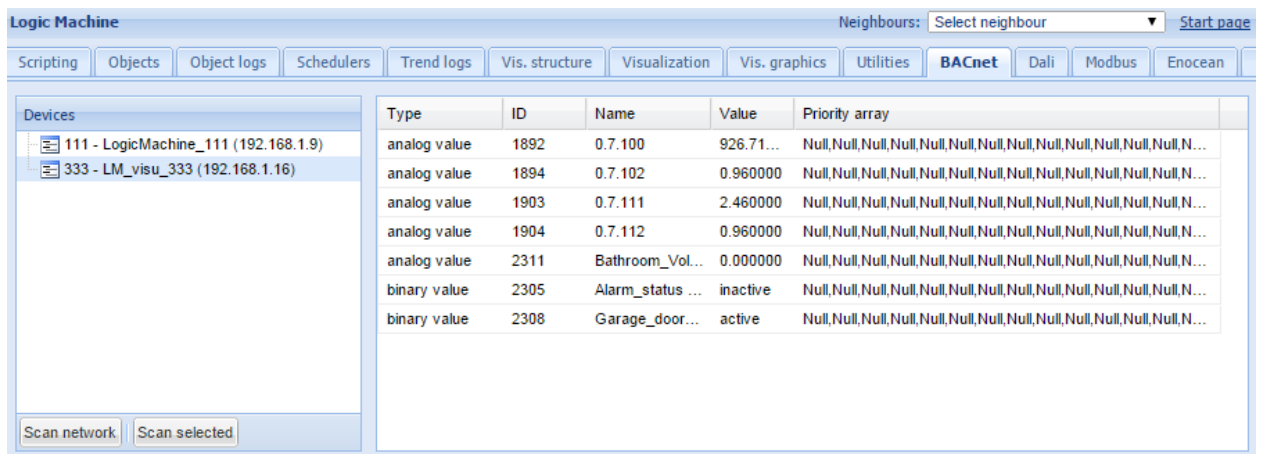 Logic Machine Neighbours: Select neighbour Start page
Scripting Objects Object logs Schedulers Trend logs Vis. structure Visualization Vis. graphics Utilities BACnet Dali Modbus Enocean
Devices
111 - LogicMachine_111 (192.168.1.9)
333 - LM_visu_333 (192.168.1.16)
Scan network Scan selected
Type ID Name Value Priority array
analog value 1892 0.7.100 926.71... Null,Null,Null,Null,Null,Null,Null,Null,Null,Null,Null,Null,N...
analog value 1894 0.7.102 0.960000 Null,Null,Null,Null,Null,Null,Null,Null,Null,Null,Null,Null,N...
analog value 1903 0.7.111 2.460000 Null,Null,Null,Null,Null,Null,Null,Null,Null,Null,Null,Null,N...
analog value 1904 0.7.112 0.960000 Null,Null,Null,Null,Null,Null,Null,Null,Null,Null,Null,Null,N...
analog value 2311 Bathroom_Vol... 0.000000 Null,Null,Null,Null,Null,Null,Null,Null,Null,Null,Null,Null,N...
binary value 2305 Alarm_status ... inactive Null,Null,Null,Null,Null,Null,Null,Null,Null,Null,Null,Null,N...
binary value 2308 Garage_door... active Null,Null,Null,Null,Null,Null,Null,Null,Null,Null,Null,Null,N...